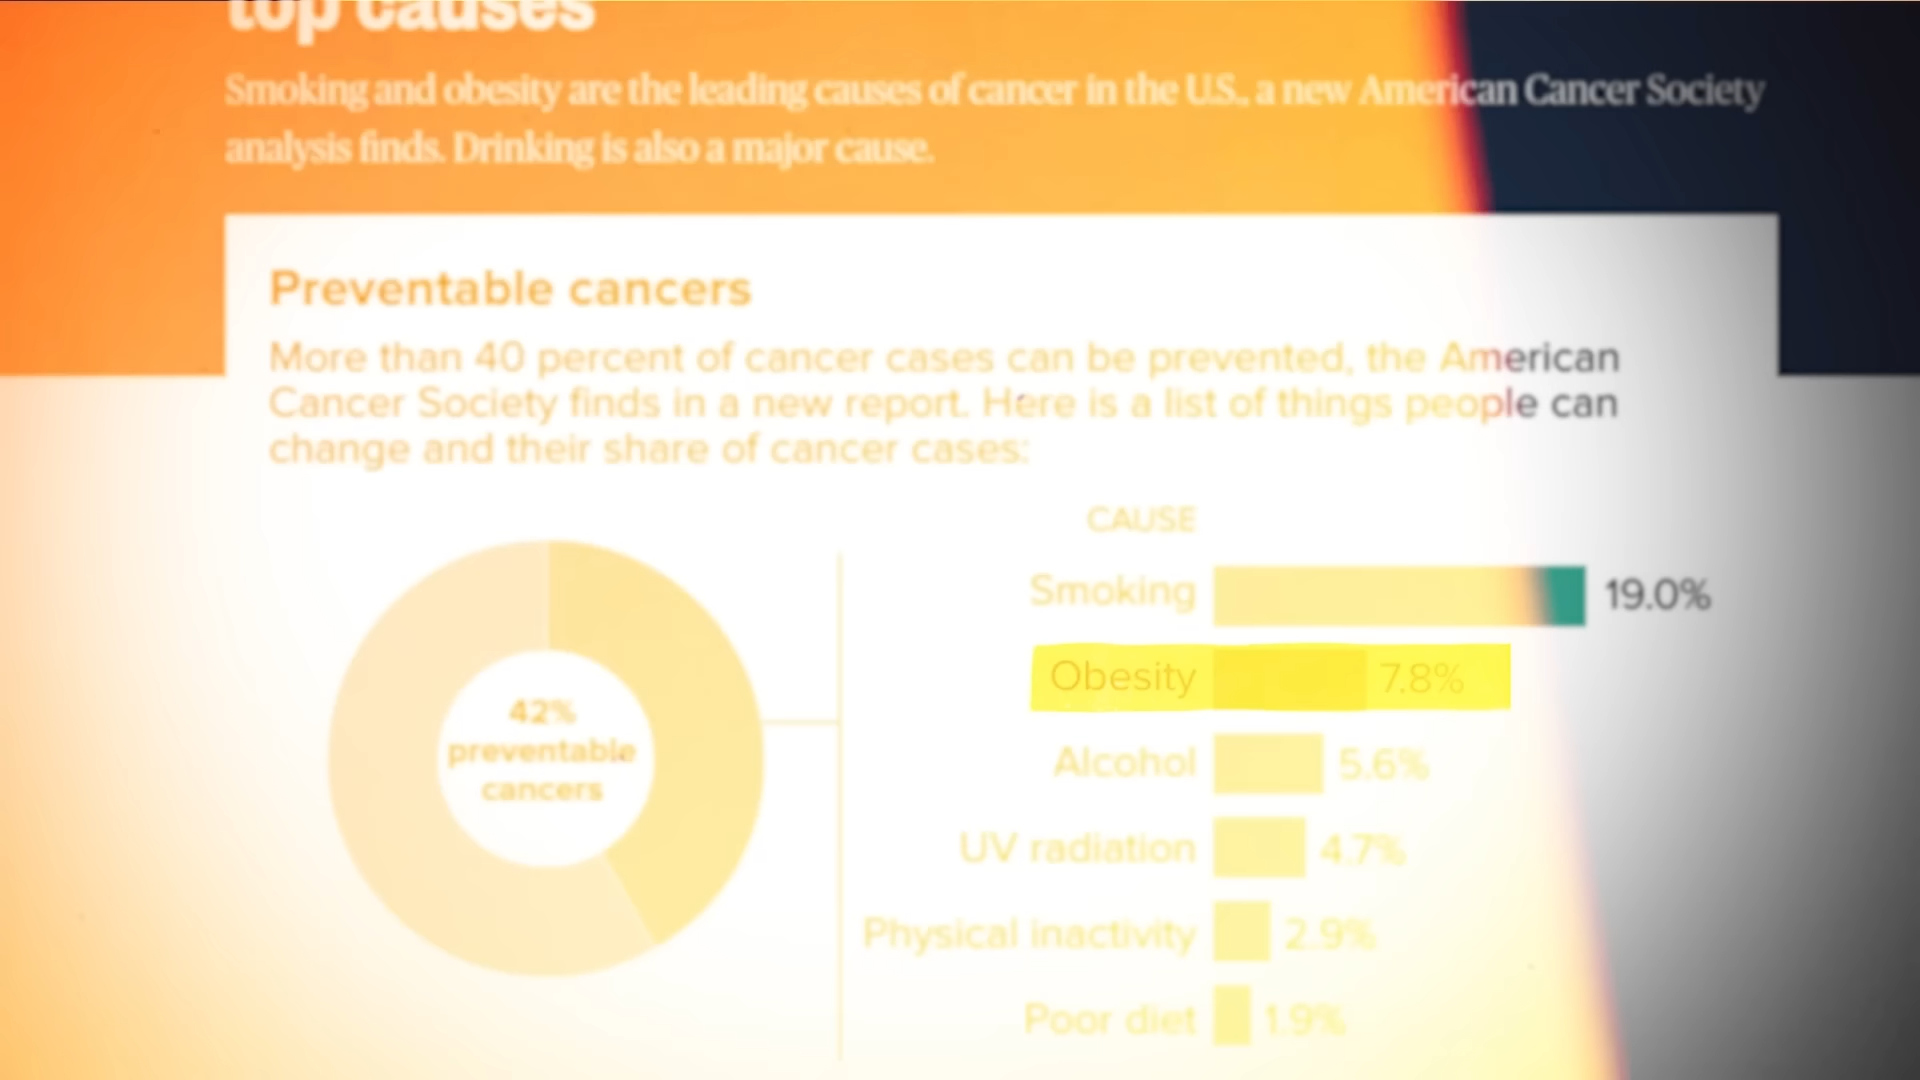 top causes
Smoking and obesity are the leading causes of cancer in the U.S., a new American Cancer Society
analysis finds. Drinking is also a major cause.
Preventable cancers
More than 40 percent of cancer cases can be prevented, the American
Cancer Society finds in a new report. Here is a list of things people can
change and their share of cancer cases:
42%
preventable
cancers
CAUSE
Smoking 19.0%
Obesity 7.8%
Alcohol 5.6%
UV radiation 4.7%
Physical inactivity 2.9%
Poor diet 1.9%